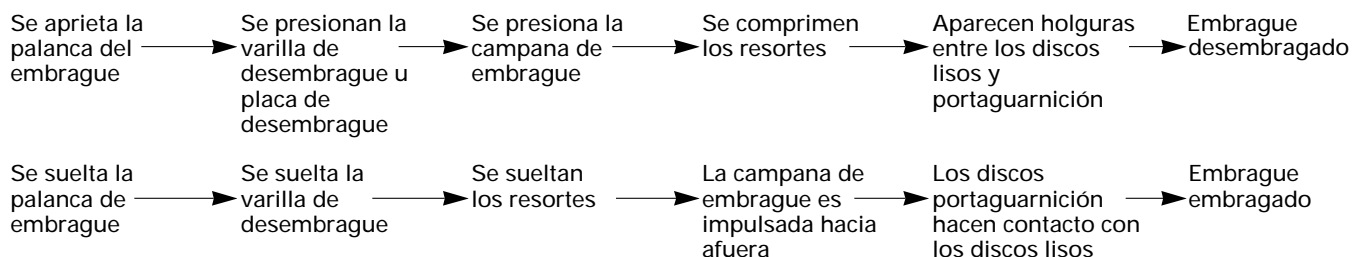 Se aprieta la
palanca del
embrague
Se presionan la
varilla de
desembrague u
placa de
desembrague
Se presiona la
campana de
embrague
Se comprimen
los resortes
Aparecen holguras
entre los discos
lisos y
portaguarnición
Embrague
desembragado
Se suelta la
palanca de
embrague
Se suelta la
varilla de
desembrague
Se sueltan
los resortes
La campana de
embrague es
impulsada hacia
afuera
Los discos
portaguarnición
hacen contacto con
los discos lisos
Embrague
embragado